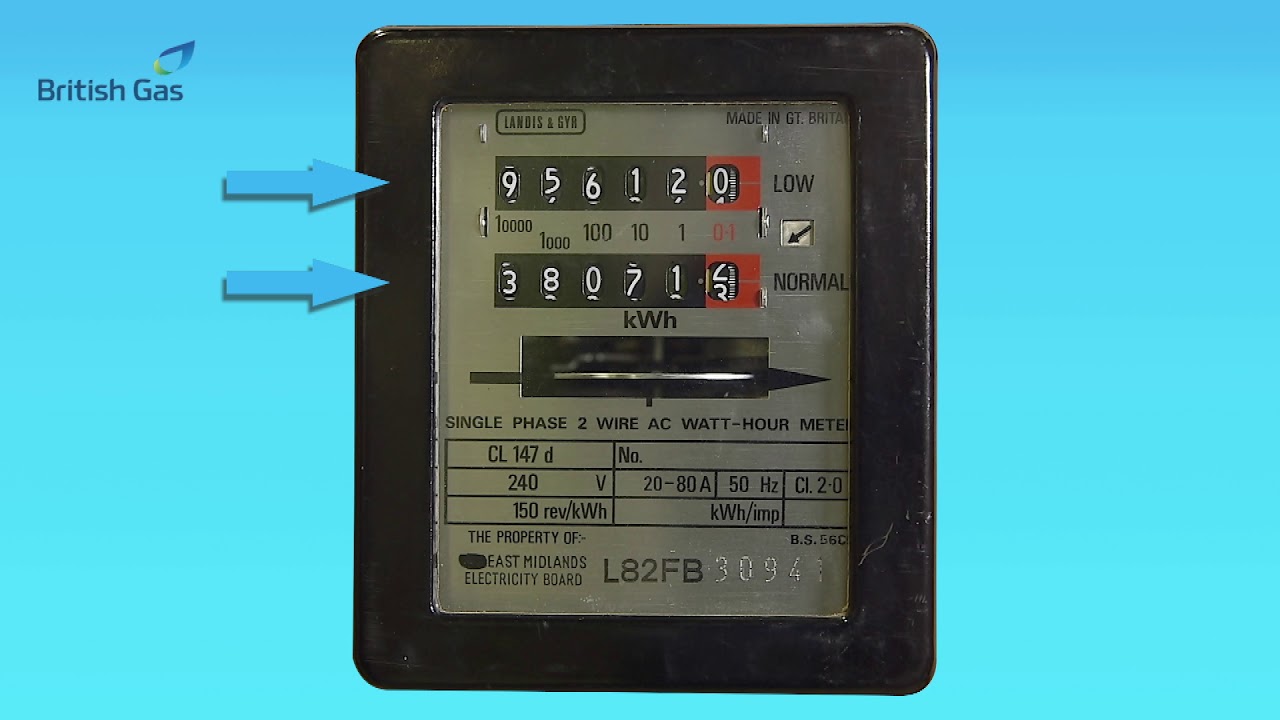 British Gas
LANDIS & GYR
MADE IN GT. BRITA
9 5 6 1 2 0 LOW
10000 1000 100 10 1 0·1
3 8 0 7 1 NORMAL
kWh
SINGLE PHASE 2 WIRE AC WATT-HOUR METE
CL 147 d No.
240 V 20-80 A 50 Hz Cl. 2·0
150 rev/kWh kWh/imp
THE PROPERTY OF:-
B.S. 56
EAST MIDLANDS
ELECTRICITY BOARD
L82FB 30941